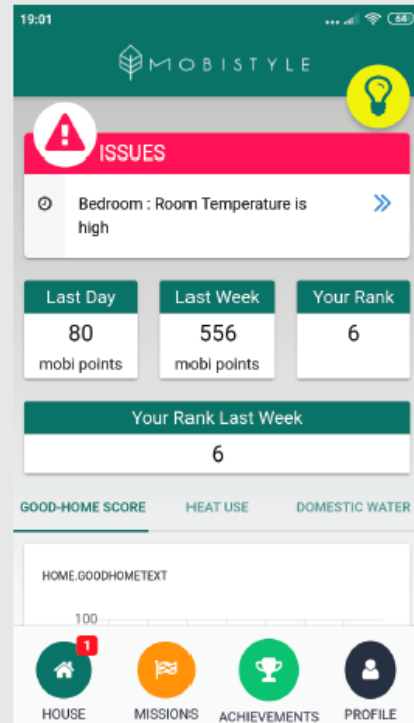 19:01
64
MOBISTYLE
ISSUES
Bedroom : Room Temperature is
high
Last Day
80
mobi points
Last Week
556
mobi points
Your Rank
6
Your Rank Last Week
6
GOOD-HOME SCORE
HEAT USE
DOMESTIC WATER
HOME.GOODHOMETEXT
100
1
HOUSE
MISSIONS
ACHIEVEMENTS
PROFILE